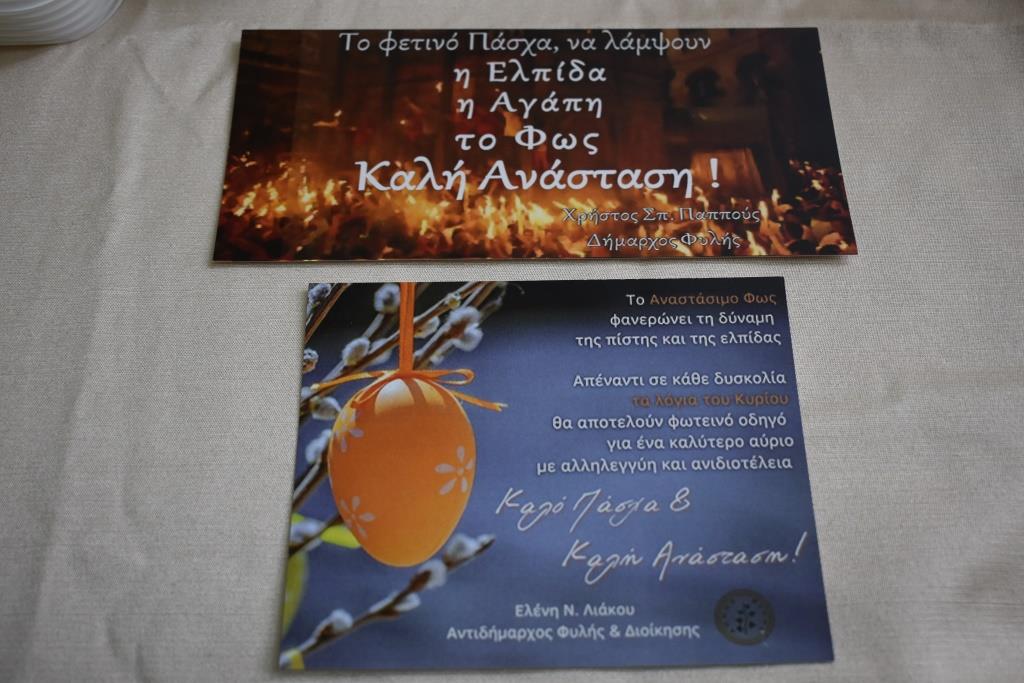 Το φετινό Πάσχα, να λάμψουν
η Ελπίδα
η Αγάπη
το Φως
Καλή Ανάσταση !
Χρήστος Σπ. Παππούς
Δήμαρχος Φυλής
Το Αναστάσιμο Φως
φανερώνει τη δύναμη
της πίστης και της ελπίδας
Απέναντι σε κάθε δυσκολία
τα λόγια του Κυρίου
θα αποτελούν φωτεινό οδηγό
για ένα καλύτερο αύριο
με αλληλεγγύη και ανιδιοτέλεια
Καλό Πάσχα &
Καλή Ανάσταση!
Ελένη Ν. Λιάκου
Αντιδήμαρχος Φυλής & Διοίκησης